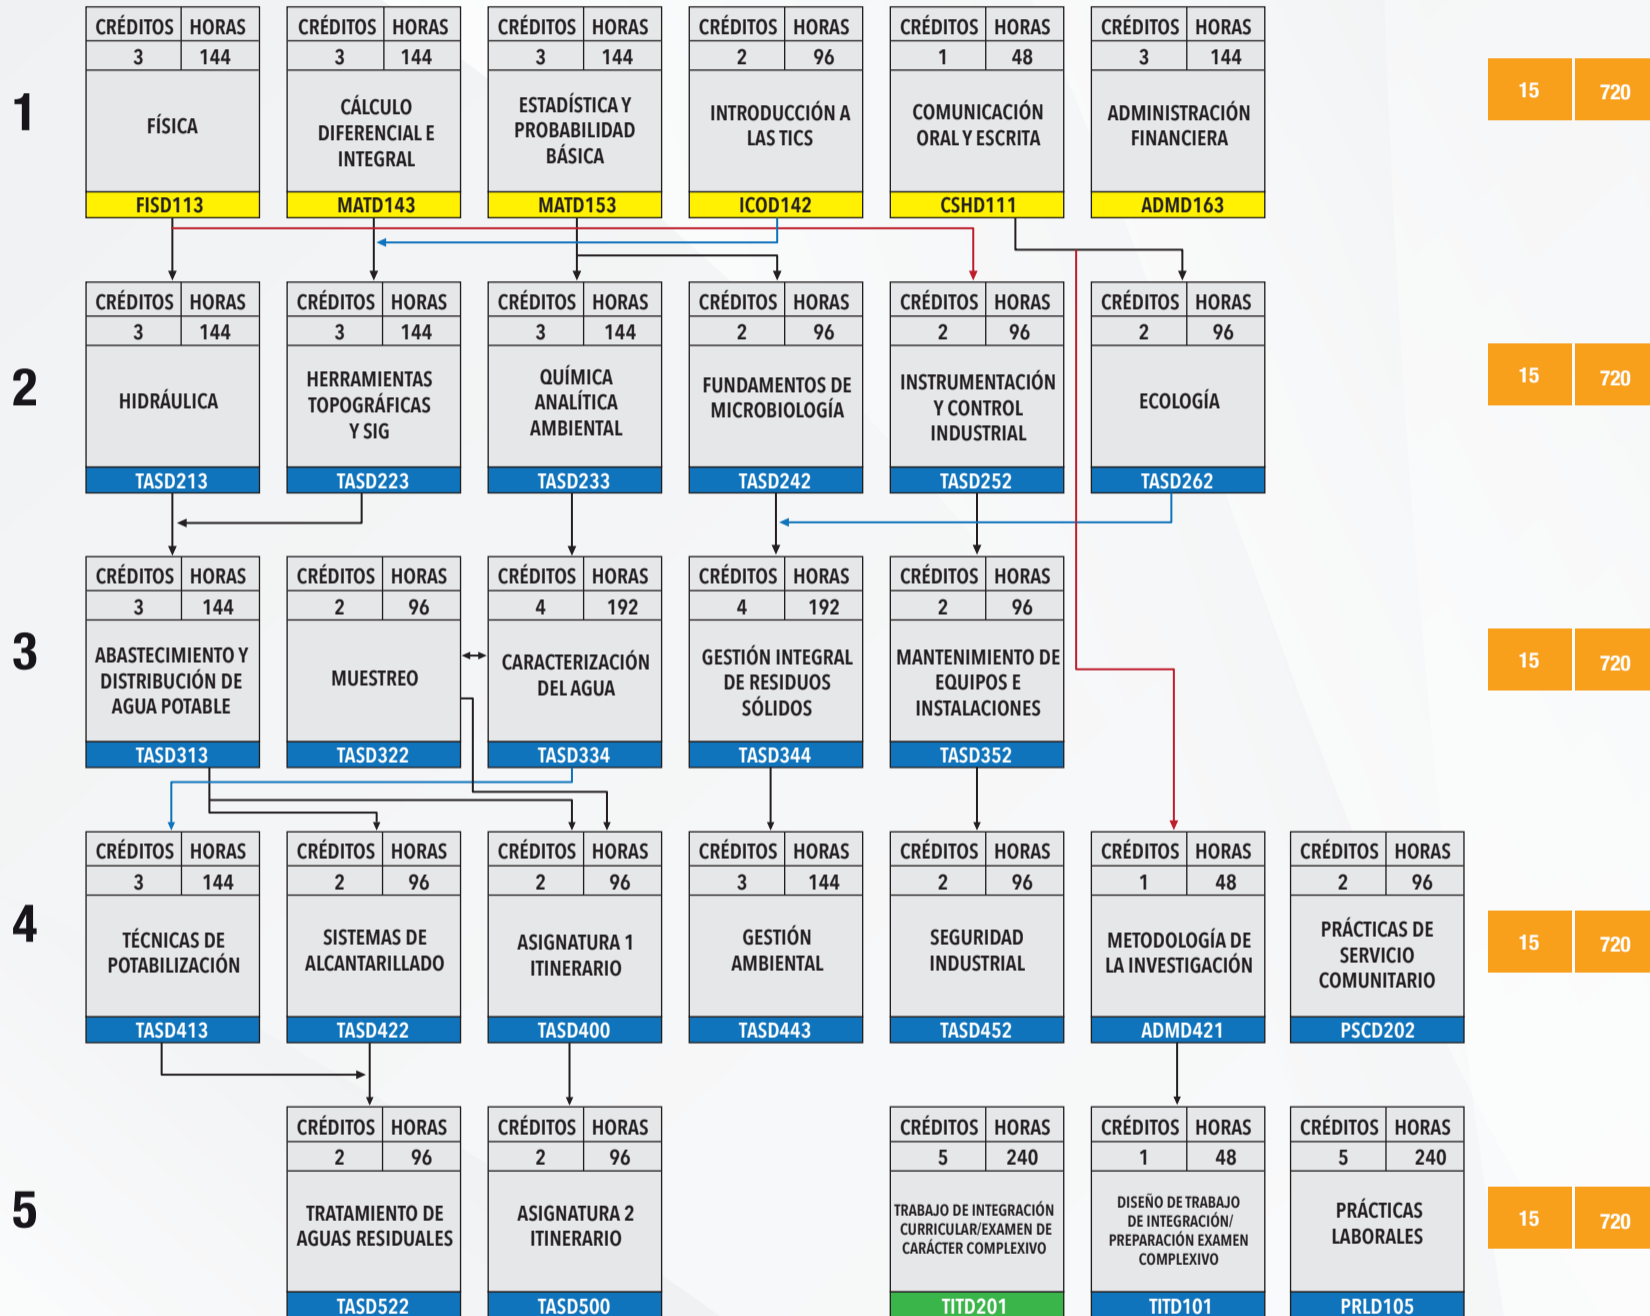 1
CRÉDITOS HORAS
3 144
FÍSICA
FISD113
CRÉDITOS HORAS
3 144
CÁLCULO
DIFERENCIAL E
INTEGRAL
MATD143
CRÉDITOS HORAS
3 144
ESTADÍSTICA Y
PROBABILIDAD
BÁSICA
MATD153
CRÉDITOS HORAS
2 96
INTRODUCCIÓN A
LAS TICS
ICOD142
CRÉDITOS HORAS
1 48
COMUNICACIÓN
ORAL Y ESCRITA
CSHD111
CRÉDITOS HORAS
3 144
ADMINISTRACIÓN
FINANCIERA
ADMD163
15 720
2
CRÉDITOS HORAS
3 144
HIDRÁULICA
TASD213
CRÉDITOS HORAS
3 144
HERRAMIENTAS
TOPOGRÁFICAS
Y SIG
TASD223
CRÉDITOS HORAS
3 144
QUÍMICA
ANALÍTICA
AMBIENTAL
TASD233
CRÉDITOS HORAS
2 96
FUNDAMENTOS DE
MICROBIOLOGÍA
TASD242
CRÉDITOS HORAS
2 96
INSTRUMENTACIÓN
Y CONTROL
INDUSTRIAL
TASD252
CRÉDITOS HORAS
2 96
ECOLOGÍA
TASD262
15 720
3
CRÉDITOS HORAS
3 144
ABASTECIMIENTO Y
DISTRIBUCIÓN DE
AGUA POTABLE
TASD313
CRÉDITOS HORAS
2 96
MUESTREO
TASD322
CRÉDITOS HORAS
4 192
CARACTERIZACIÓN
DEL AGUA
TASD334
CRÉDITOS HORAS
4 192
GESTIÓN INTEGRAL
DE RESIDUOS
SÓLIDOS
TASD344
CRÉDITOS HORAS
2 96
MANTENIMIENTO DE
EQUIPOS E
INSTALACIONES
TASD352
15 720
4
CRÉDITOS HORAS
3 144
TÉCNICAS DE
POTABILIZACIÓN
TASD413
CRÉDITOS HORAS
2 96
SISTEMAS DE
ALCANTARILLADO
TASD422
CRÉDITOS HORAS
2 96
ASIGNATURA 1
ITINERARIO
TASD400
CRÉDITOS HORAS
3 144
GESTIÓN
AMBIENTAL
TASD443
CRÉDITOS HORAS
2 96
SEGURIDAD
INDUSTRIAL
TASD452
CRÉDITOS HORAS
1 48
METODOLOGÍA DE
LA INVESTIGACIÓN
ADMD421
CRÉDITOS HORAS
2 96
PRÁCTICAS DE
SERVICIO
COMUNITARIO
PSCD202
15 720
5
CRÉDITOS HORAS
2 96
TRATAMIENTO DE
AGUAS RESIDUALES
TASD522
CRÉDITOS HORAS
2 96
ASIGNATURA 2
ITINERARIO
TASD500
CRÉDITOS HORAS
5 240
TRABAJO DE INTEGRACIÓN
CURRICULAR/EXAMEN DE
CARÁCTER COMPLEXIVO
TITD201
CRÉDITOS HORAS
1 48
DISEÑO DE TRABAJO
DE INTEGRACIÓN/
PREPARACIÓN EXAMEN
COMPLEXIVO
TITD101
CRÉDITOS HORAS
5 240
PRÁCTICAS
LABORALES
PRLD105
15 720